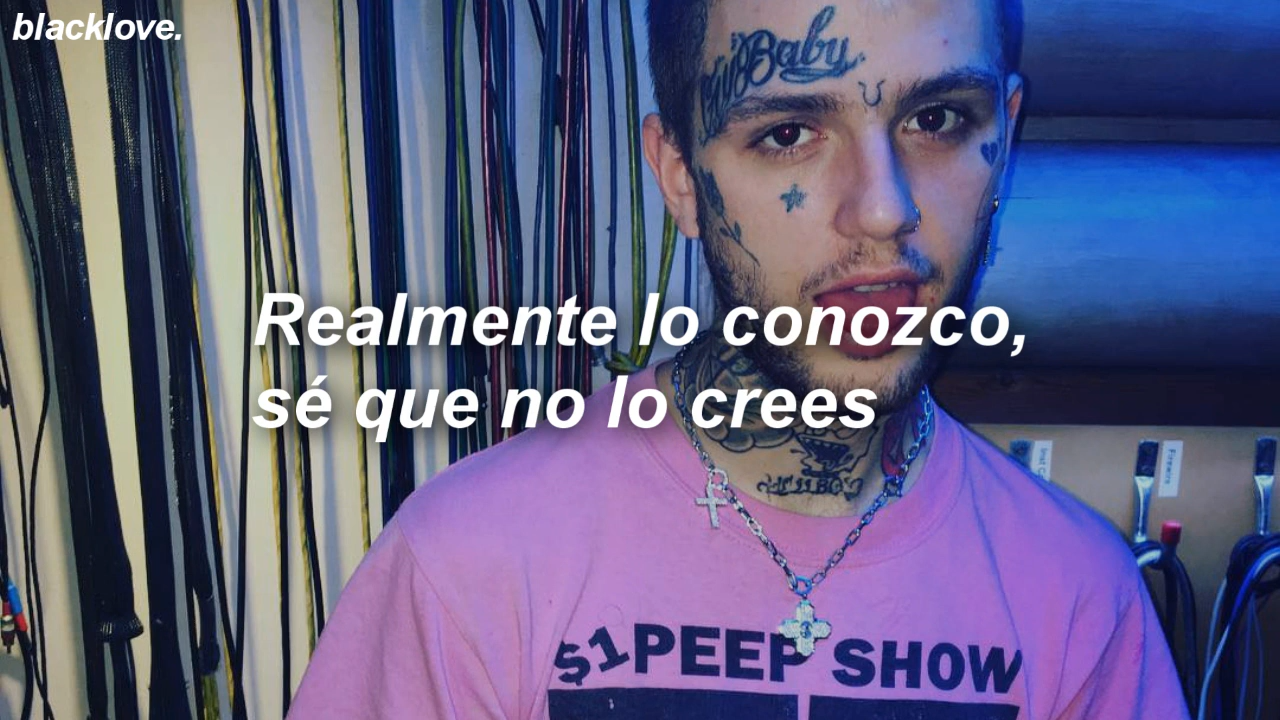 blacklove.
Baby
Realmente lo conozco,
sé que no lo crees
$1PEEP SHOW